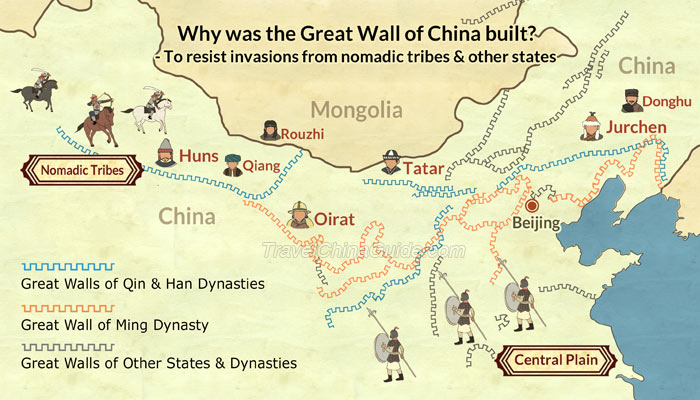 Why was the Great Wall of China built?
- To resist invasions from nomadic tribes & other states
China
Donghu
Mongolia
Jurchen
Rouzhi
Huns
Qiang
Tatar
Nomadic Tribes
China
Oirat
Beijing
TravelChinaGuide.com
Great Walls of Qin & Han Dynasties
Great Wall of Ming Dynasty
Great Walls of Other States & Dynasties
Central Plain